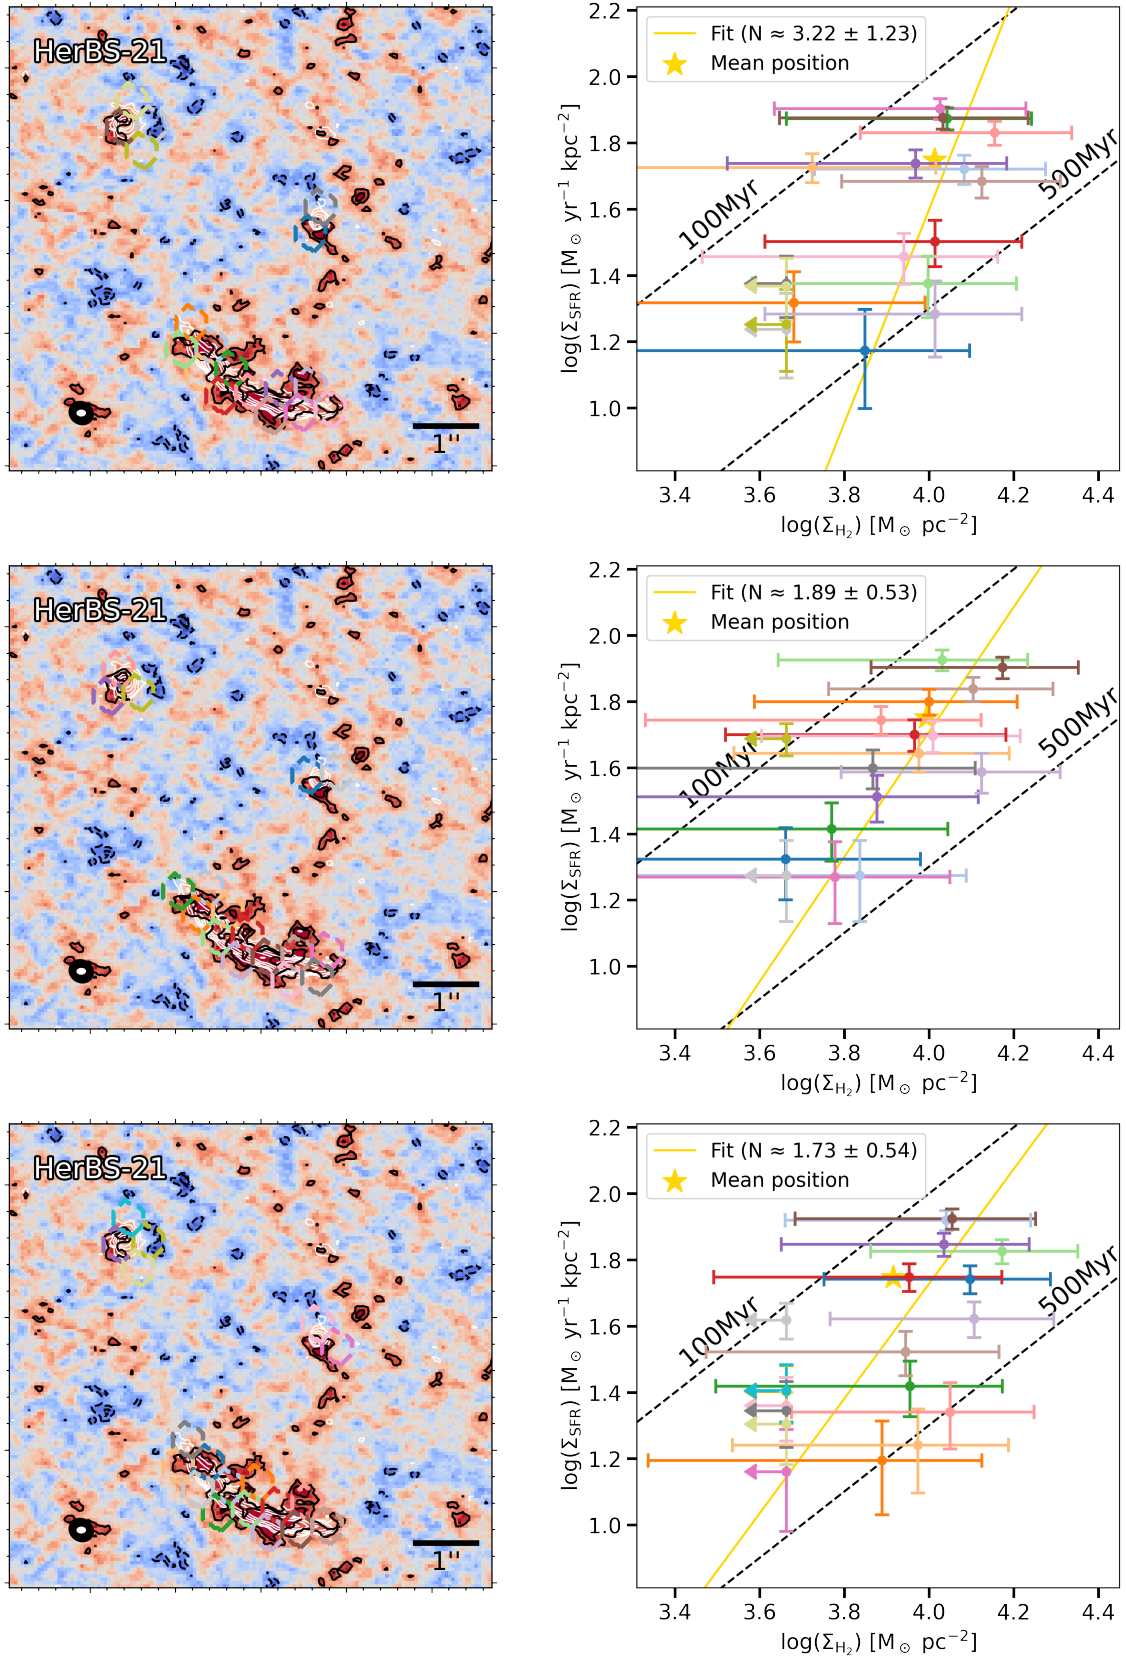 HerBS-21
1"
Fit (N ≈ 3.22 ± 1.23)
Mean position
100Myr
500Myr
2.2
2.0
1.8
1.6
1.4
1.2
1.0
log(Σ_SFR) [M⊙ yr⁻¹ kpc⁻²]
3.4 3.6 3.8 4.0 4.2 4.4
log(Σ_H₂) [M⊙ pc⁻²]
HerBS-21
1"
Fit (N ≈ 1.89 ± 0.53)
Mean position
100Myr
500Myr
2.2
2.0
1.8
1.6
1.4
1.2
1.0
log(Σ_SFR) [M⊙ yr⁻¹ kpc⁻²]
3.4 3.6 3.8 4.0 4.2 4.4
log(Σ_H₂) [M⊙ pc⁻²]
HerBS-21
1"
Fit (N ≈ 1.73 ± 0.54)
Mean position
100Myr
500Myr
2.2
2.0
1.8
1.6
1.4
1.2
1.0
log(Σ_SFR) [M⊙ yr⁻¹ kpc⁻²]
3.4 3.6 3.8 4.0 4.2 4.4
log(Σ_H₂) [M⊙ pc⁻²]